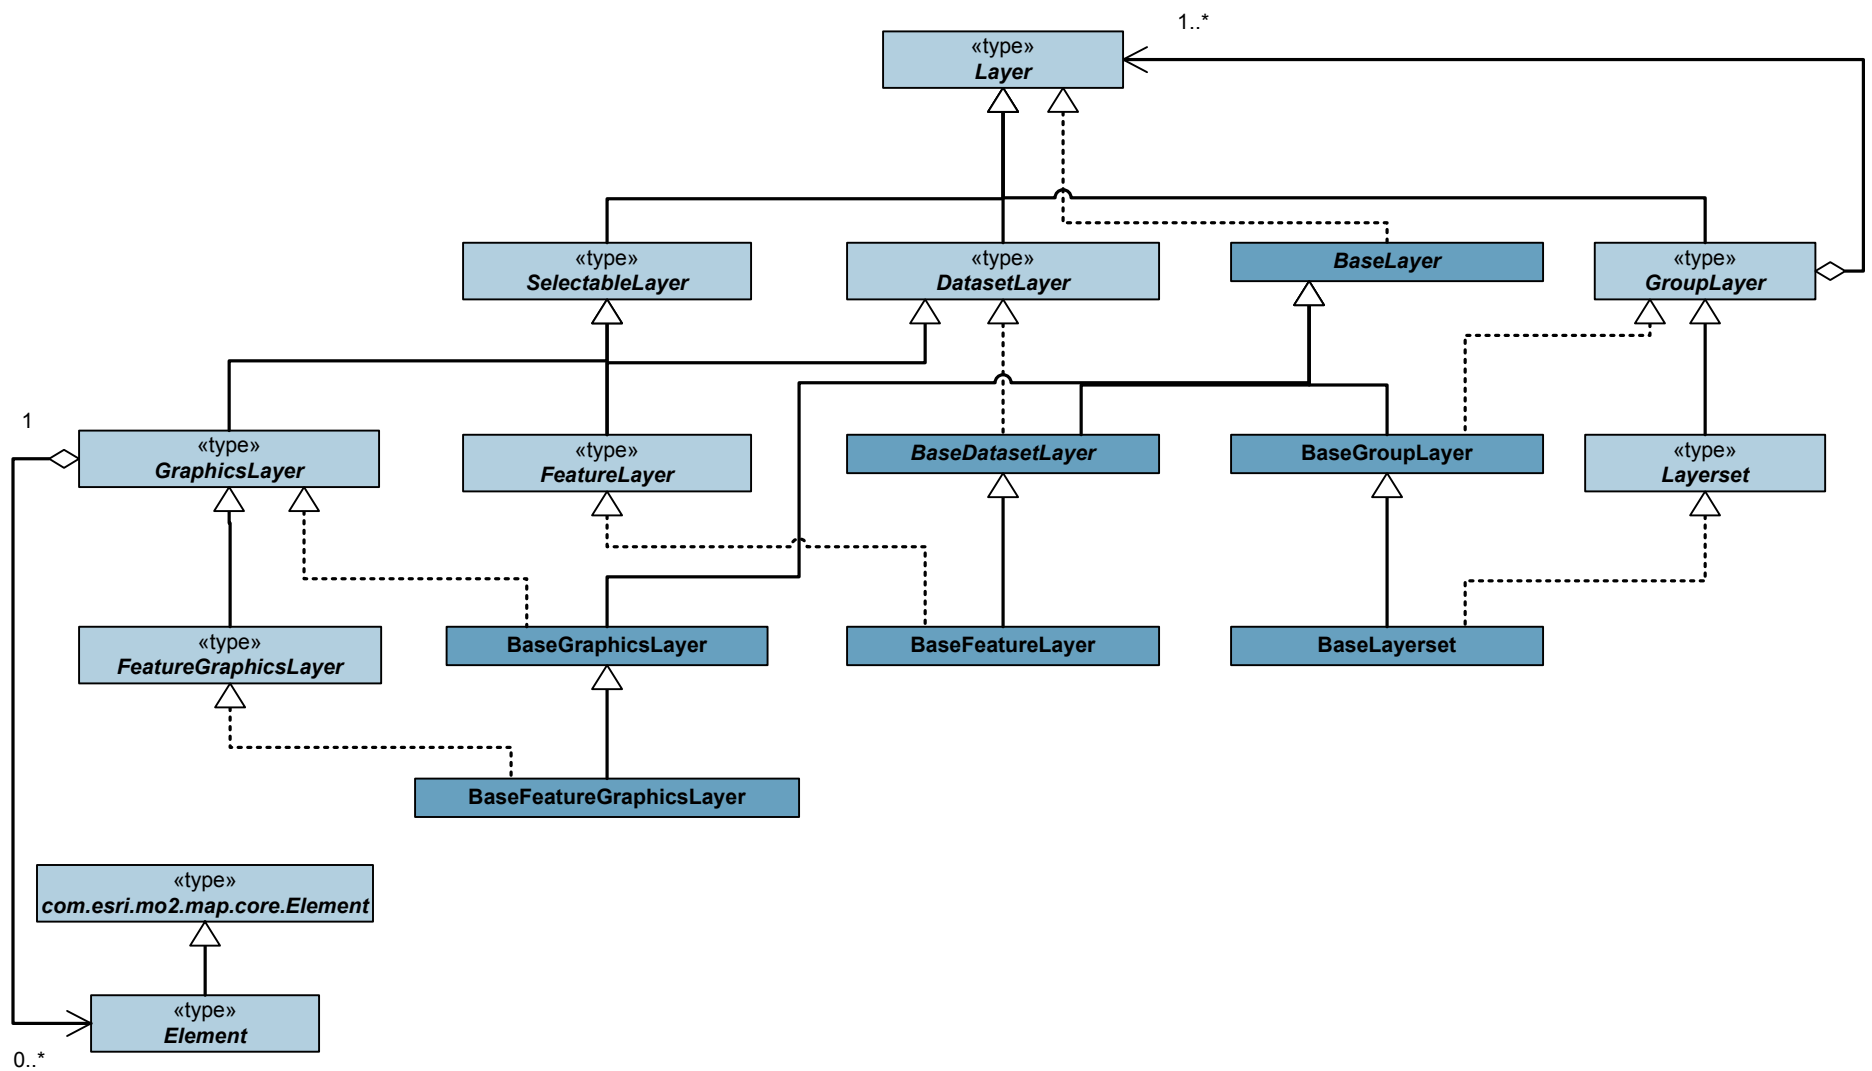 1..*
«type»
Layer
«type»
SelectableLayer
«type»
DatasetLayer
BaseLayer
«type»
GroupLayer
1
«type»
GraphicsLayer
«type»
FeatureLayer
BaseDatasetLayer
BaseGroupLayer
«type»
Layerset
«type»
FeatureGraphicsLayer
BaseGraphicsLayer
BaseFeatureLayer
BaseLayerset
BaseFeatureGraphicsLayer
«type»
com.esri.mo2.map.core.Element
«type»
Element
0..*